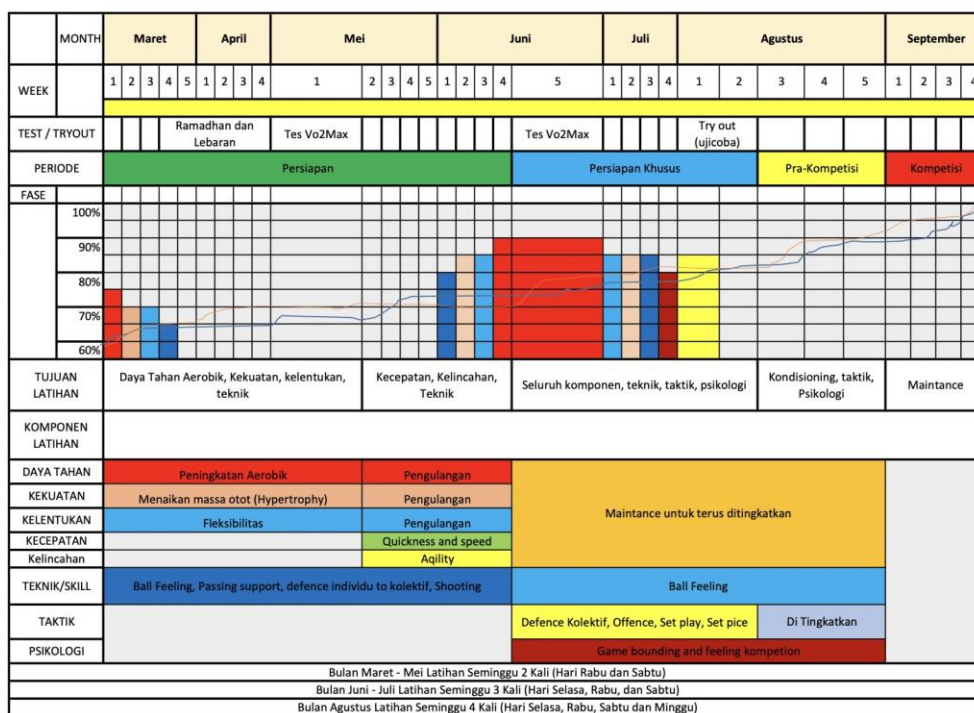 MONTH Maret April Mei Juni Juli Agustus September
WEEK 1 2 3 4 5 1 2 3 4 1 2 3 4 5 1 2 3 4 5 1 2 3 4 1 2 3 4 5 1 2 3 4
TEST / TRYOUT Ramadhan dan Lebaran Tes Vo2Max Tes Vo2Max Try out (ujicoba)
PERIODE Persiapan Persiapan Khusus Pra-Kompetisi Kompetisi
FASE
100%
90%
80%
70%
60%
TUJUAN LATIHAN Daya Tahan Aerobik, Kekuatan, kelentukan, teknik Kecepatan, Kelincahan, Teknik Seluruh komponen, teknik, taktik, psikologi Kondisioning, taktik, Psikologi Maintance
KOMPONEN LATIHAN
DAYA TAHAN Peningkatan Aerobik Pengulangan
KEKUATAN Menaikan massa otot (Hypertrophy) Pengulangan
Maintance untuk terus ditingkatkan
KELENTUKAN Fleksibilitas Pengulangan
KECEPATAN Quickness and speed
Kelincahan Aqility
TEKNIK/SKILL Ball Feeling, Passing support, defence individu to kolektif, Shooting Ball Feeling
TAKTIK Defence Kolektif, Offence, Set play, Set pice Di Tingkatkan
PSIKOLOGI Game bounding and feeling kompetion
Bulan Maret - Mei Latihan Seminggu 2 Kali (Hari Rabu dan Sabtu)
Bulan Juni - Juli Latihan Seminggu 3 Kali (Hari Selasa, Rabu, dan Sabtu)
Bulan Agustus Latihan Seminggu 4 Kali (Hari Selasa, Rabu, Sabtu dan Minggu)